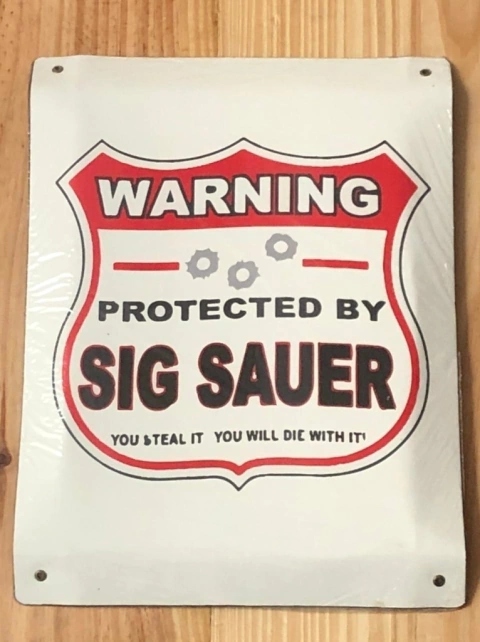 WARNING
PROTECTED BY
SIG SAUER
YOU STEAL IT YOU WILL DIE WITH IT!